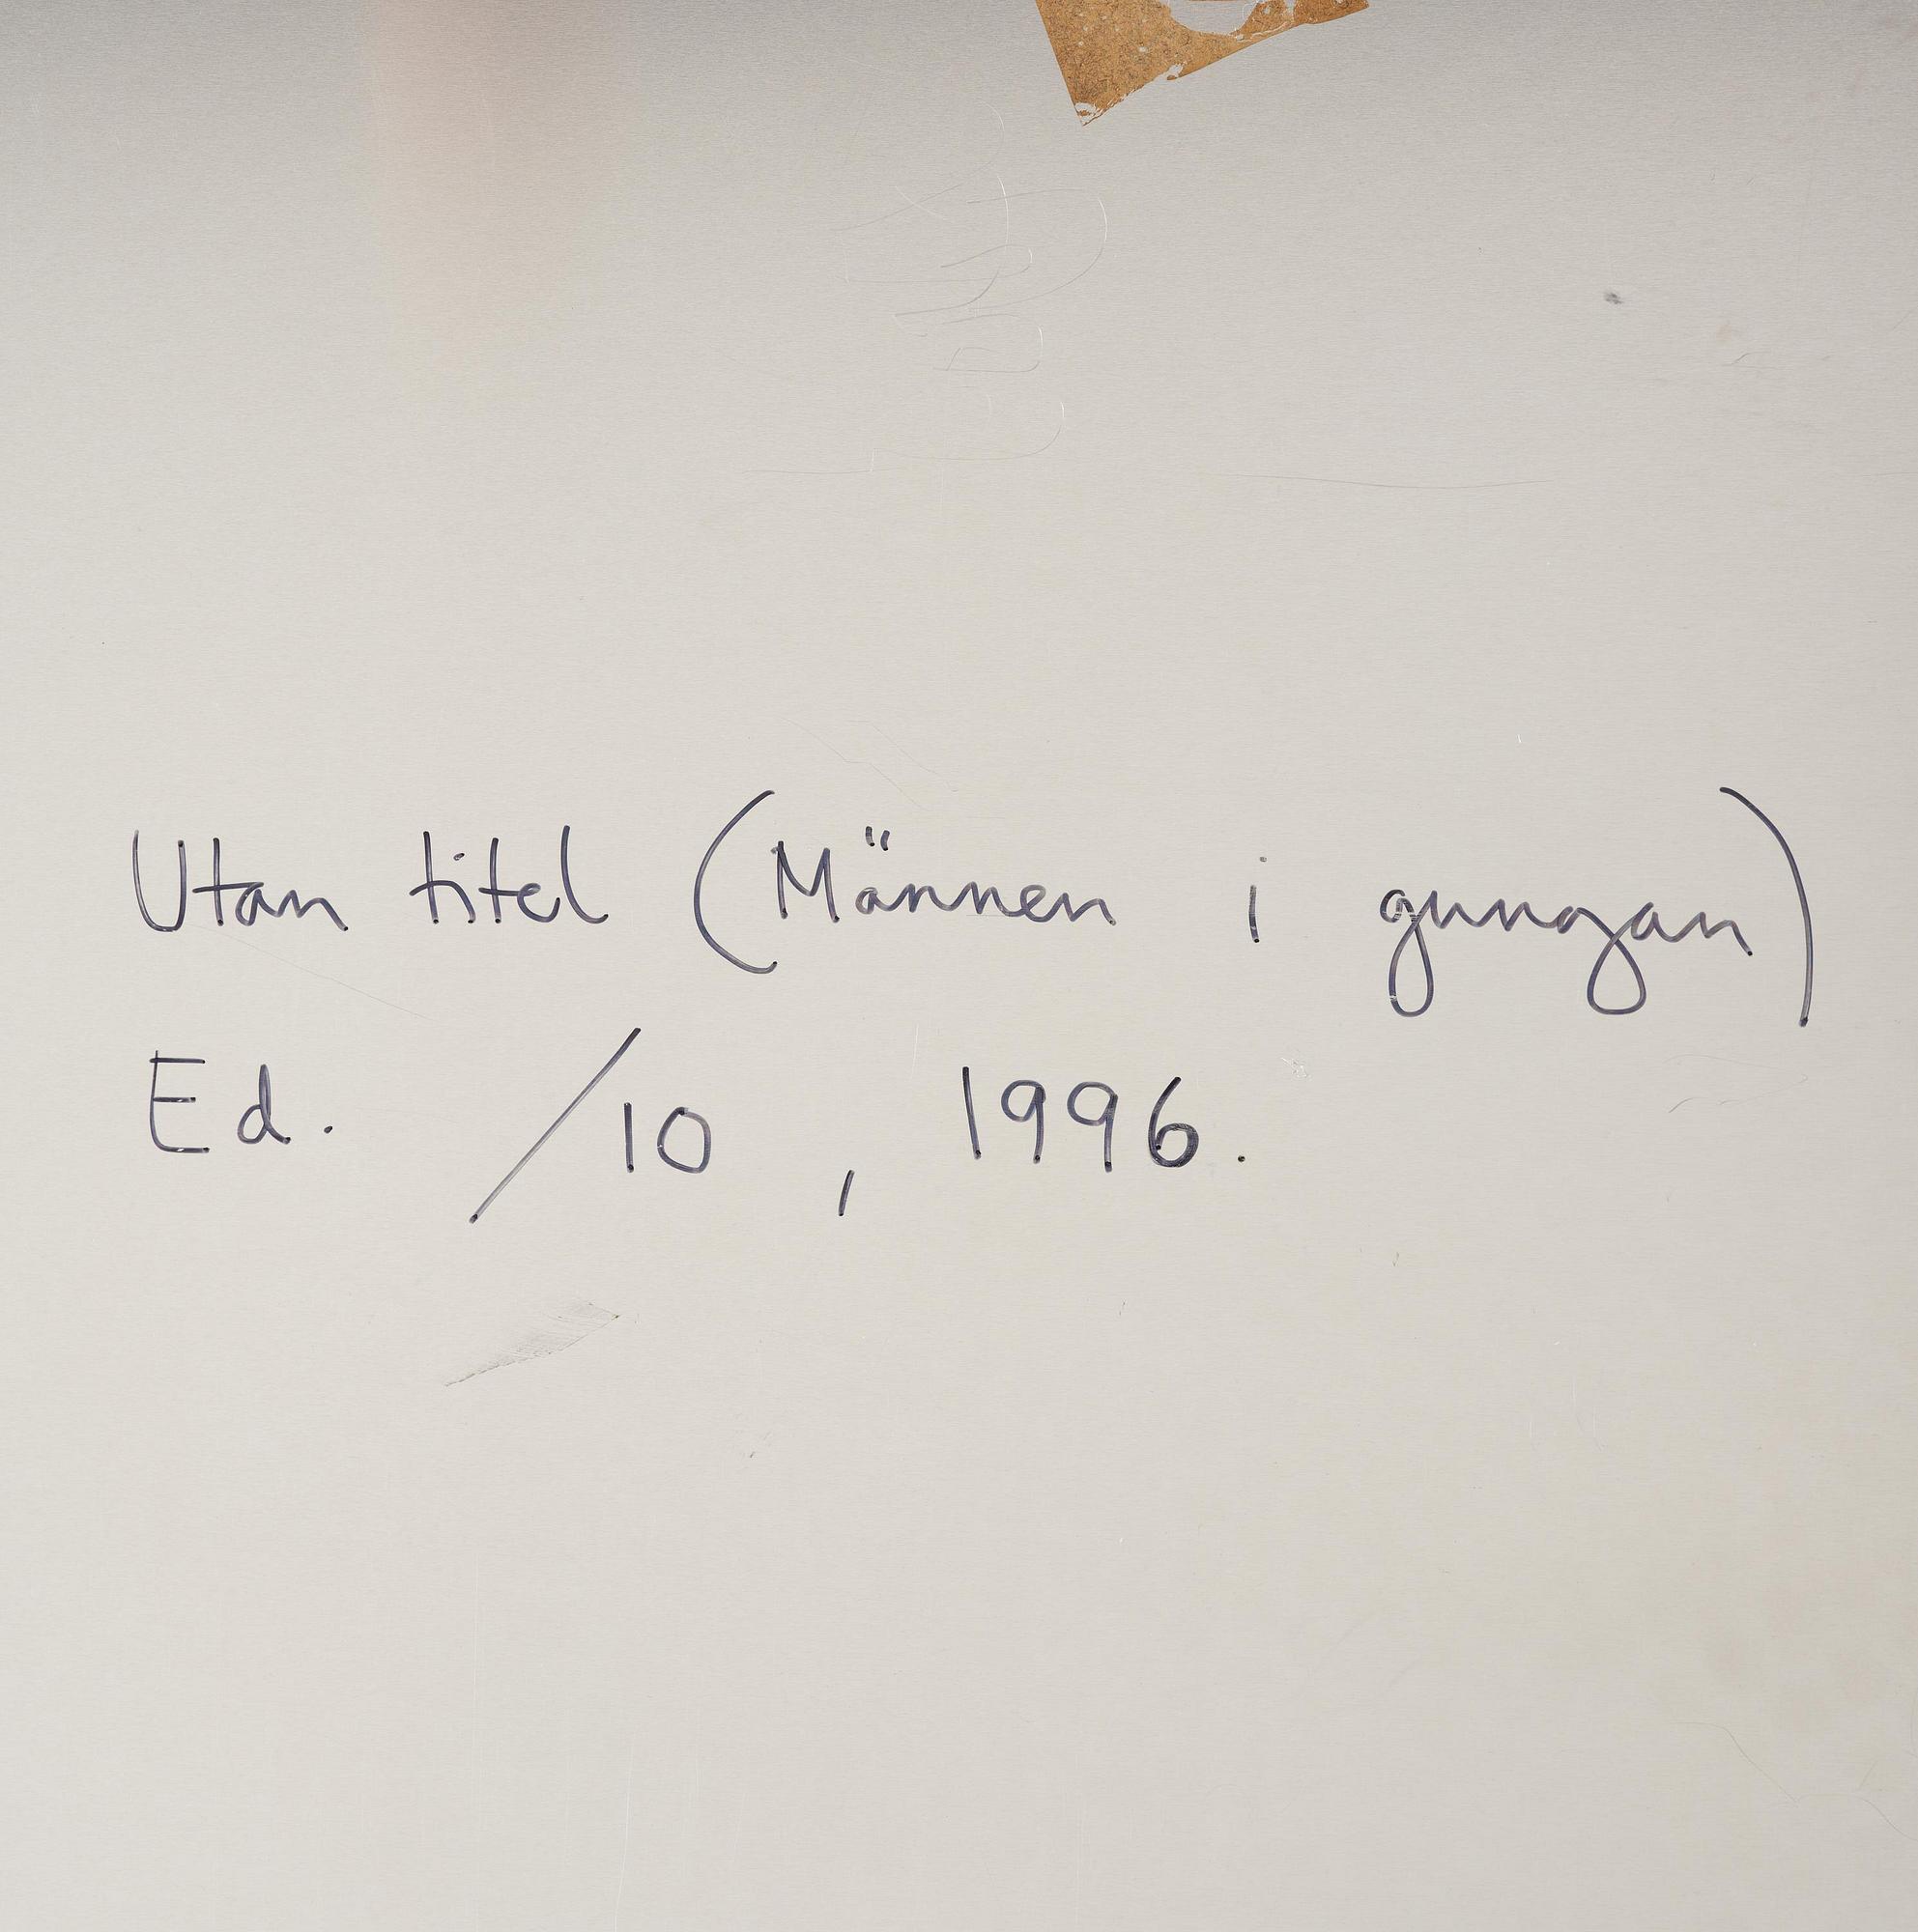 Utan titel (Männen i gungan)
Ed. /10, 1996.